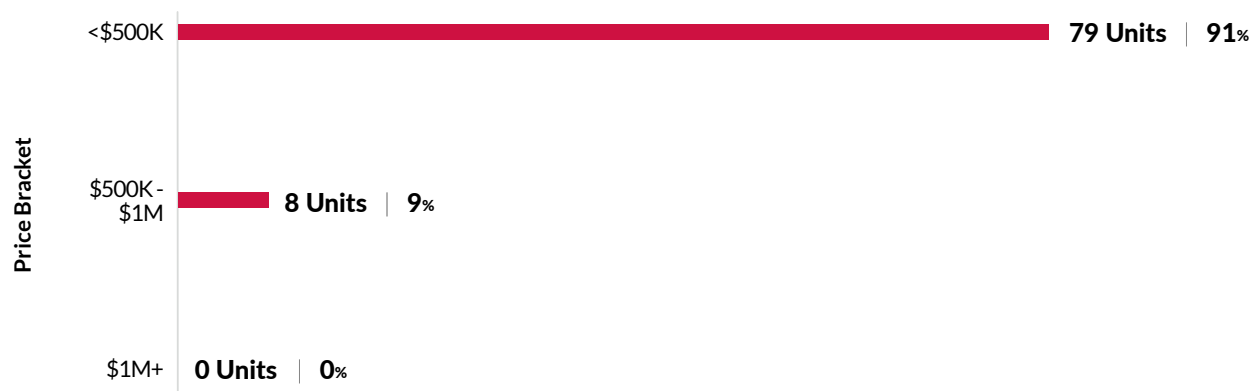 <$500K 79 Units | 91%
Price Bracket
$500K -
$1M
8 Units | 9%
$1M+ 0 Units | 0%